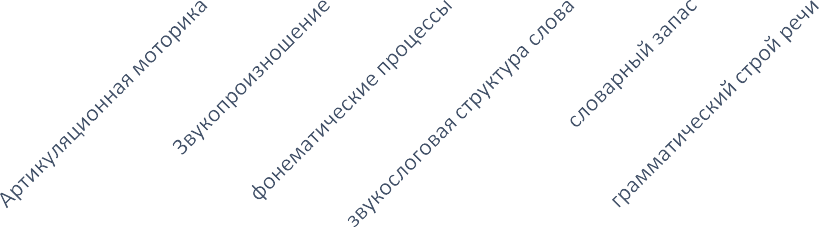 Артикуляционная моторика
Звукопроизношение
фонематические процессы
звукослоговая структура слова
словарный запас
грамматический строй речи